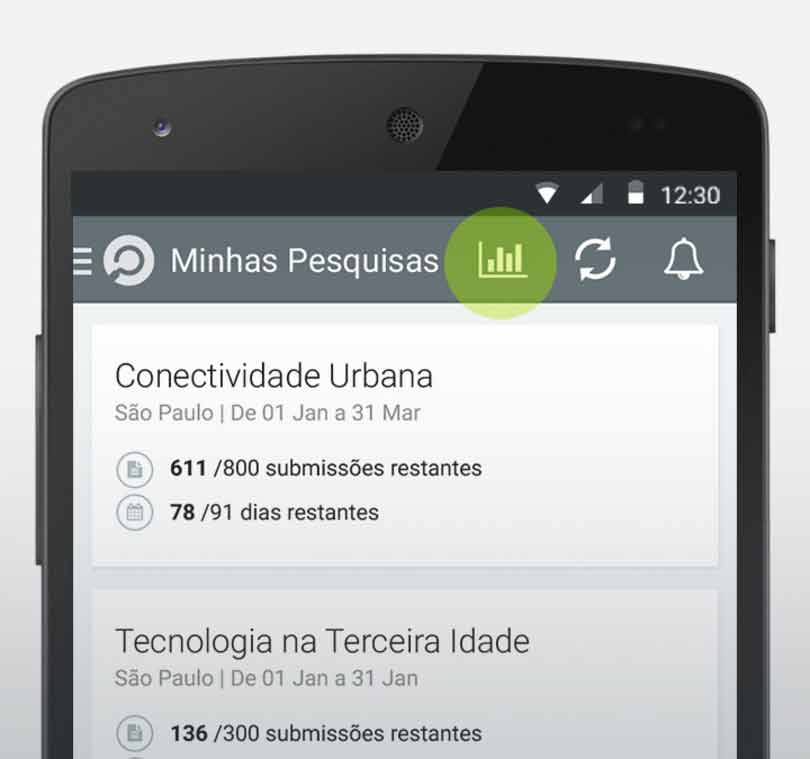 12:30
Minhas Pesquisas
Conectividade Urbana
São Paulo | De 01 Jan a 31 Mar
611 /800 submissões restantes
78 /91 dias restantes
Tecnologia na Terceira Idade
São Paulo | De 01 Jan a 31 Jan
136 /300 submissões restantes